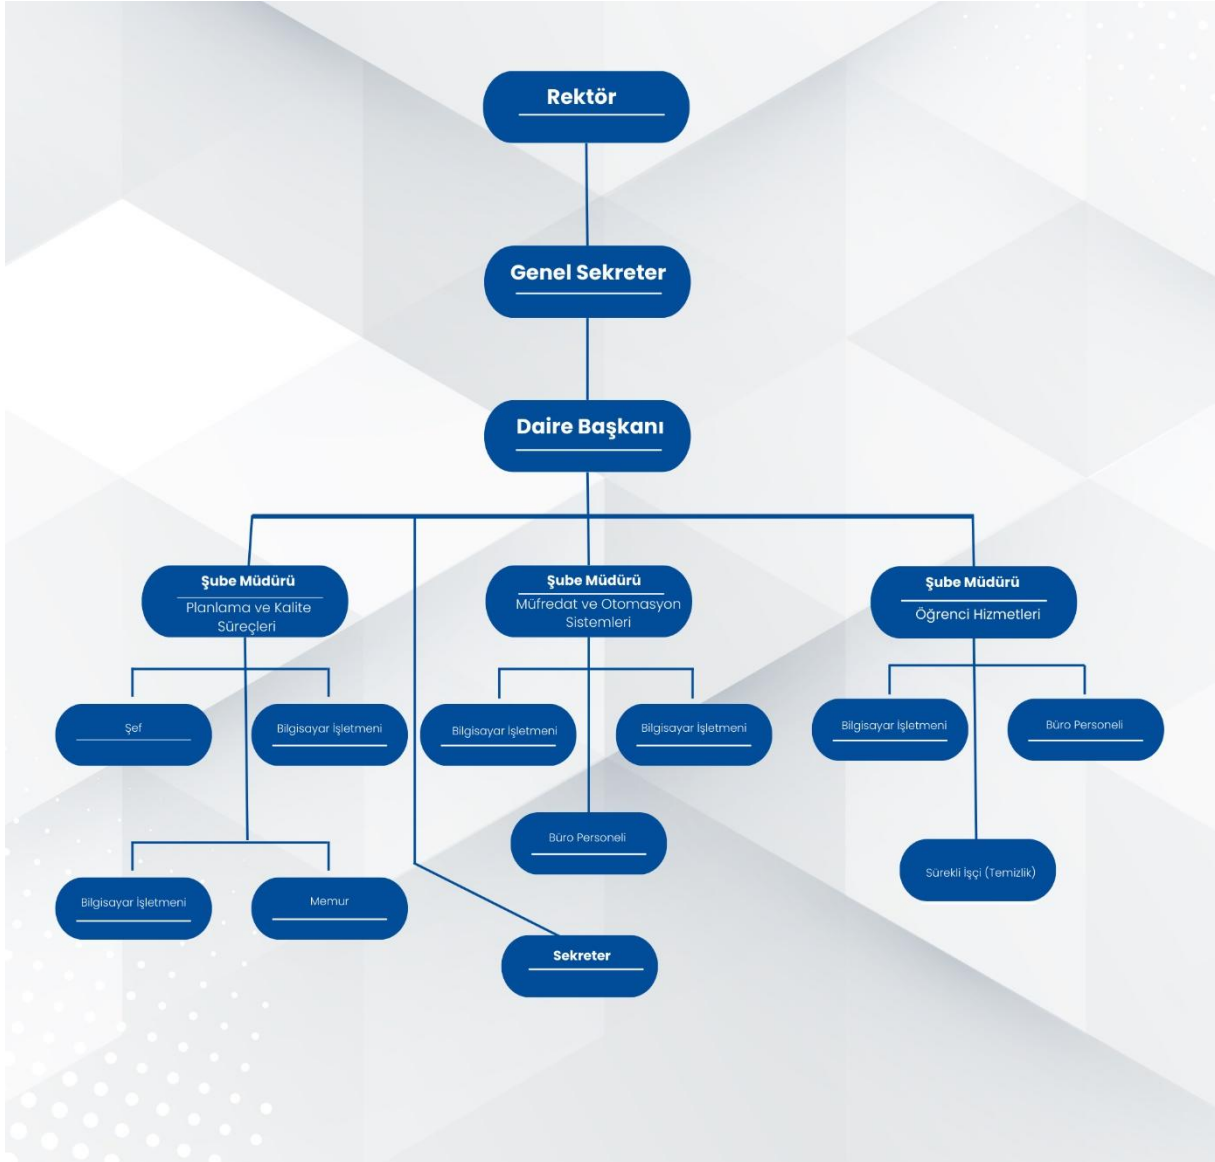 Rektör
Genel Sekreter
Daire Başkanı
Şube Müdürü
Planlama ve Kalite
Süreçleri
Şube Müdürü
Müfredat ve Otomasyon
Sistemleri
Şube Müdürü
Öğrenci Hizmetleri
Şef
Bilgisayar İşletmeni
Bilgisayar İşletmeni
Bilgisayar İşletmeni
Bilgisayar İşletmeni
Büro Personeli
Büro Personeli
Sürekli İşçi (Temizlik)
Bilgisayar İşletmeni
Memur
Sekreter